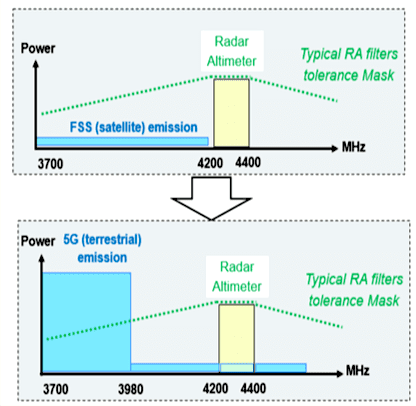 Power
Radar
Altimeter
Typical RA filters
tolerance Mask
FSS (satellite) emission
MHz
3700
4200
4400
Power
5G (terrestrial)
emission
Radar
Altimeter
Typical RA filters
tolerance Mask
MHz
3700
3980
4200
4400